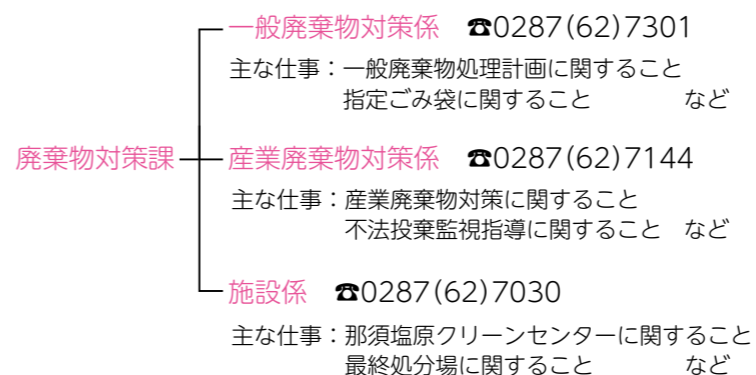 一般廃棄物対策係 ☎0287(62)7301
主な仕事：一般廃棄物処理計画に関すること
指定ごみ袋に関すること など
廃棄物対策課
産業廃棄物対策係 ☎0287(62)7144
主な仕事：産業廃棄物対策に関すること
不法投棄監視指導に関すること など
施設係 ☎0287(62)7030
主な仕事：那須塩原クリーンセンターに関すること
最終処分場に関すること など